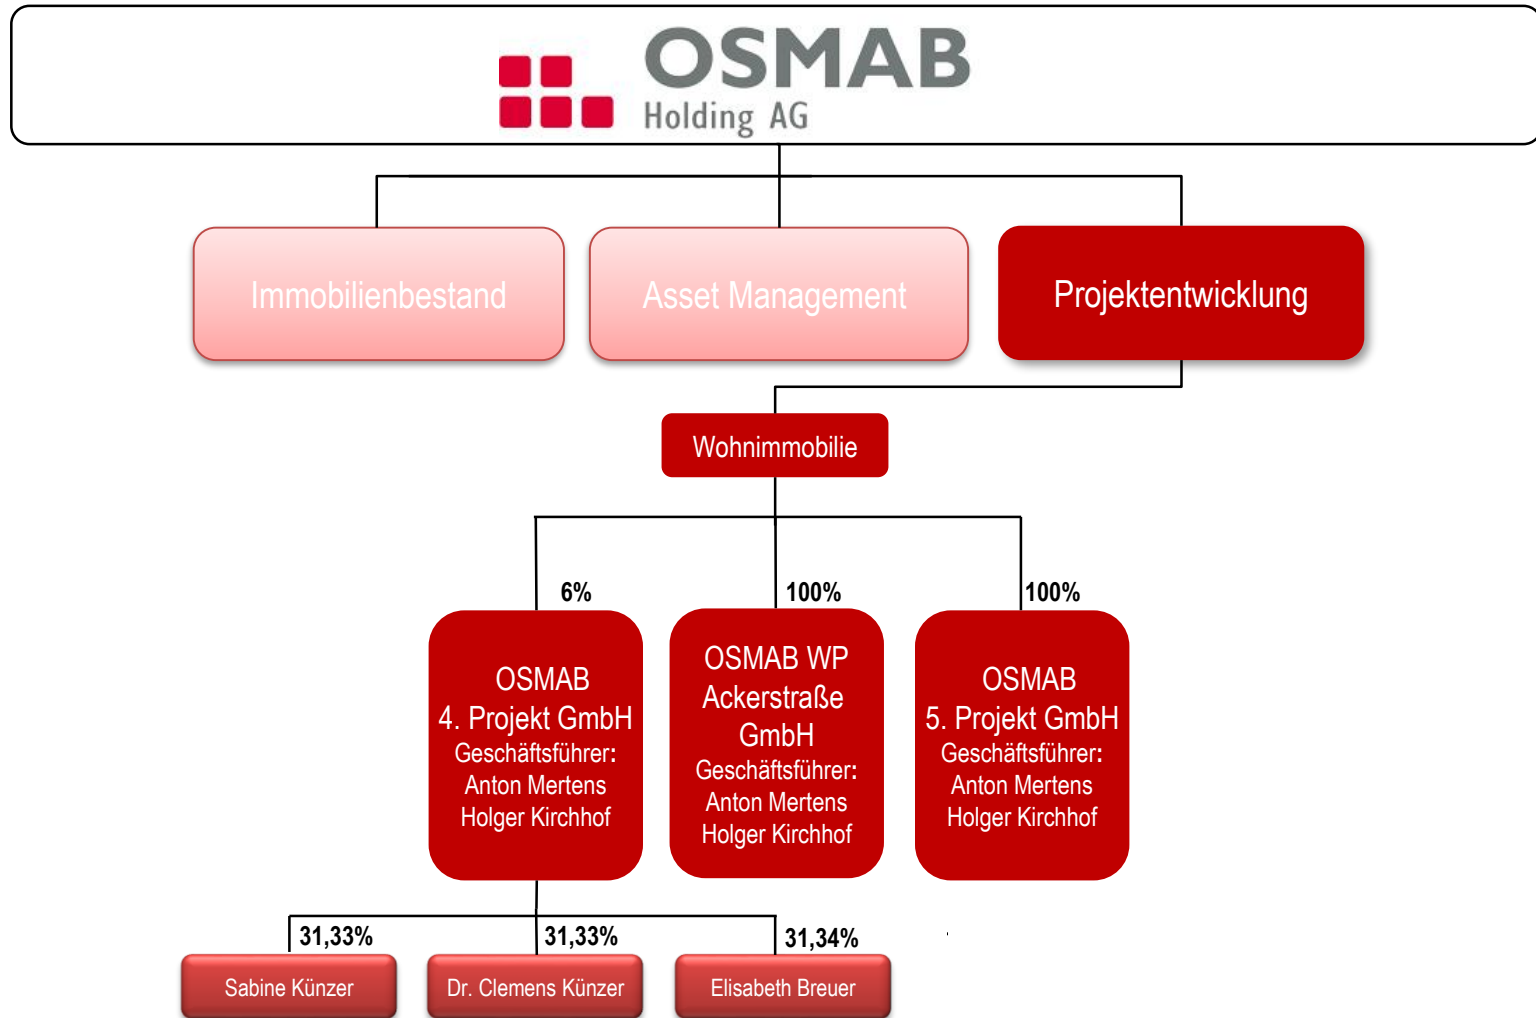 OSMAB
Holding AG
Immobilienbestand
Asset Management
Projektentwicklung
Wohnimmobilie
6%
100%
100%
OSMAB
4. Projekt GmbH
Geschäftsführer:
Anton Mertens
Holger Kirchhof
OSMAB WP
Ackerstraße
GmbH
Geschäftsführer:
Anton Mertens
Holger Kirchhof
OSMAB
5. Projekt GmbH
Geschäftsführer:
Anton Mertens
Holger Kirchhof
31,33%
31,33%
31,34%
Sabine Künzer
Dr. Clemens Künzer
Elisabeth Breuer